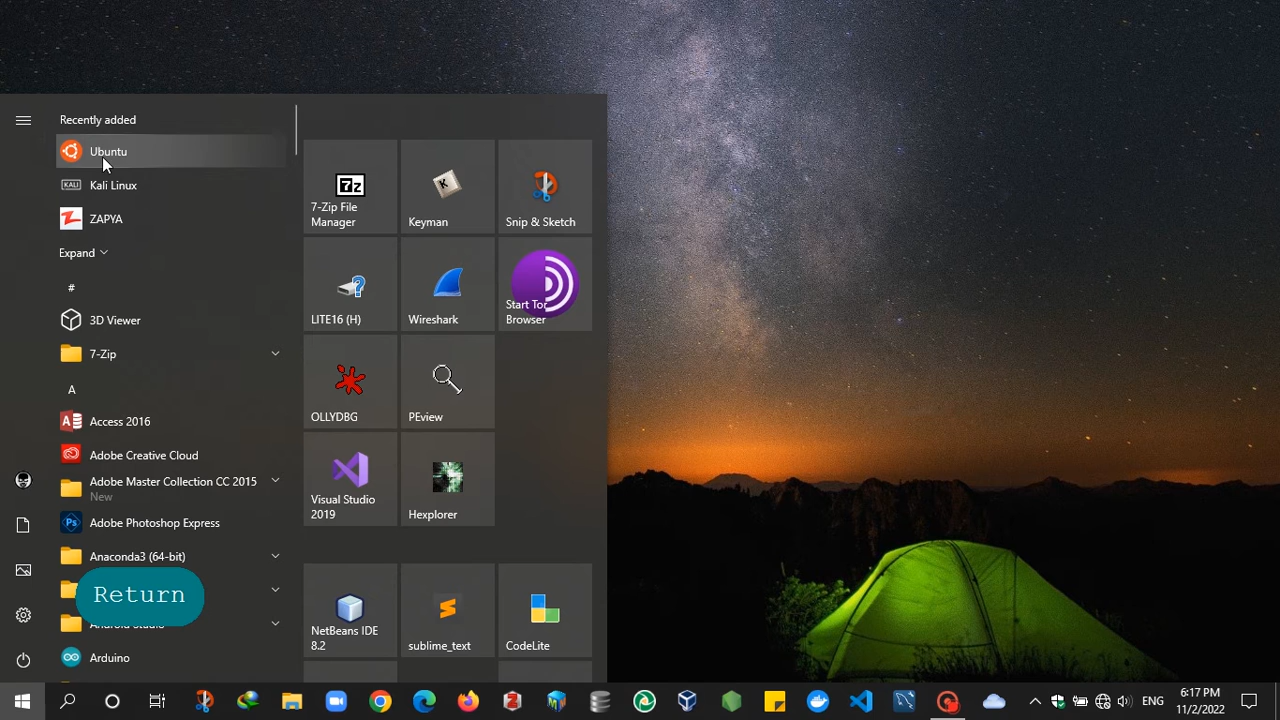 Recently added
Ubuntu
KALI Kali Linux
ZAPYA
Expand
#
3D Viewer
7-Zip
A
Access 2016
Adobe Creative Cloud
Adobe Master Collection CC 2015
New
Adobe Photoshop Express
Anaconda3 (64-bit)
Return
Android Studio
Arduino
7z
7-Zip File
Manager
Keyman
Snip & Sketch
LITE16 (H)
Wireshark
Start Tor
Browser
OLLYDBG
PEview
Visual Studio
2019
Hexplorer
NetBeans IDE
8.2
sublime_text
CodeLite
ENG
6:17 PM
11/2/2022